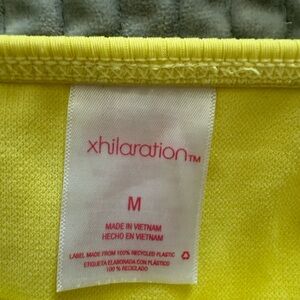 xhilaration™
M
MADE IN VIETNAM
HECHO EN VIETNAM
LABEL MADE FROM 100% RECYCLED PLASTIC
ETIQUETA ELABORADA CON PLÁSTICO
100 % RECICLADO